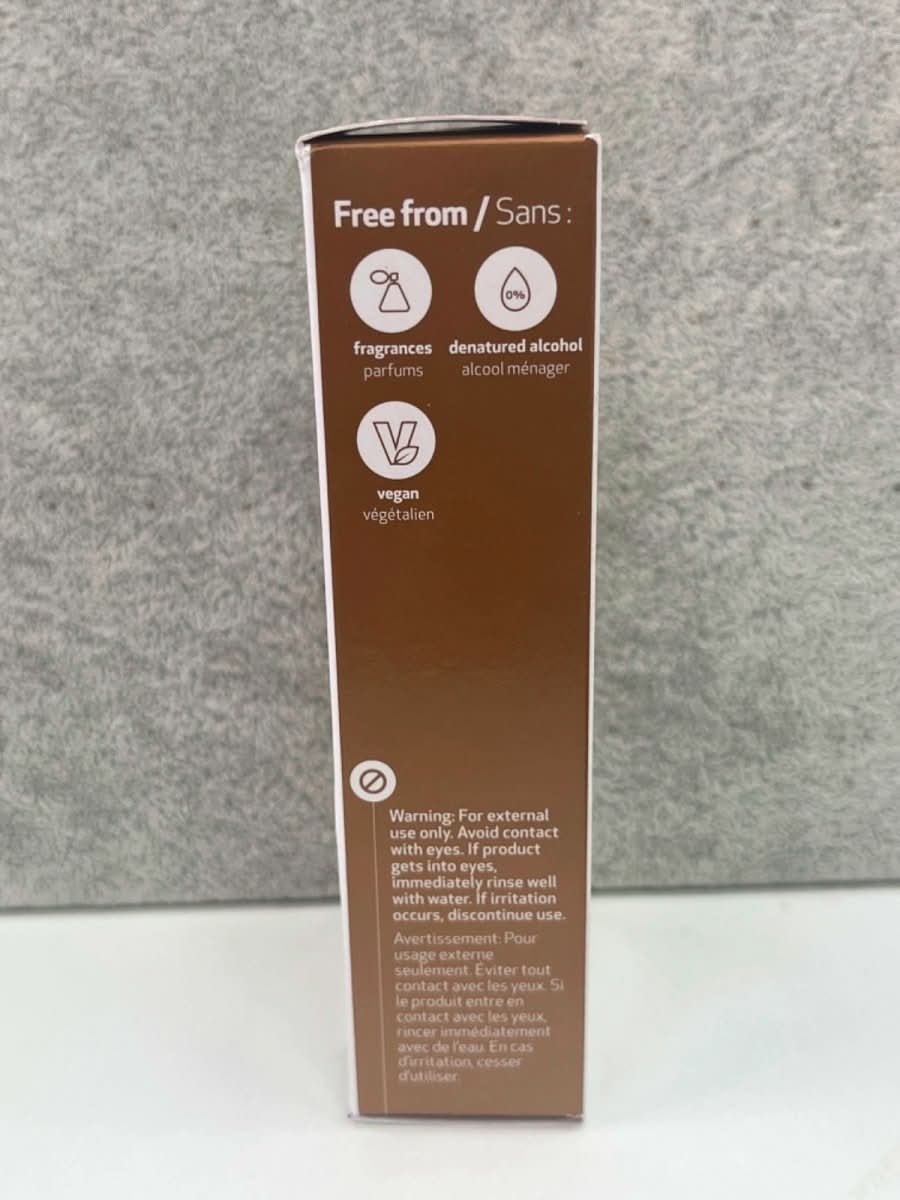 Free from / Sans :
0%
fragrances denatured alcohol
parfums alcool ménager
V
vegan
végétalien
Warning: For external
use only. Avoid contact
with eyes. If product
gets into eyes,
immediately rinse well
with water. If irritation
occurs, discontinue use.
Avertissement: Pour
usage externe
seulement. Éviter tout
contact avec les yeux. Si
le produit entre en
contact avec les yeux,
rincer immédiatement
avec de l'eau. En cas
d'irritation, cesser
d'utiliser.